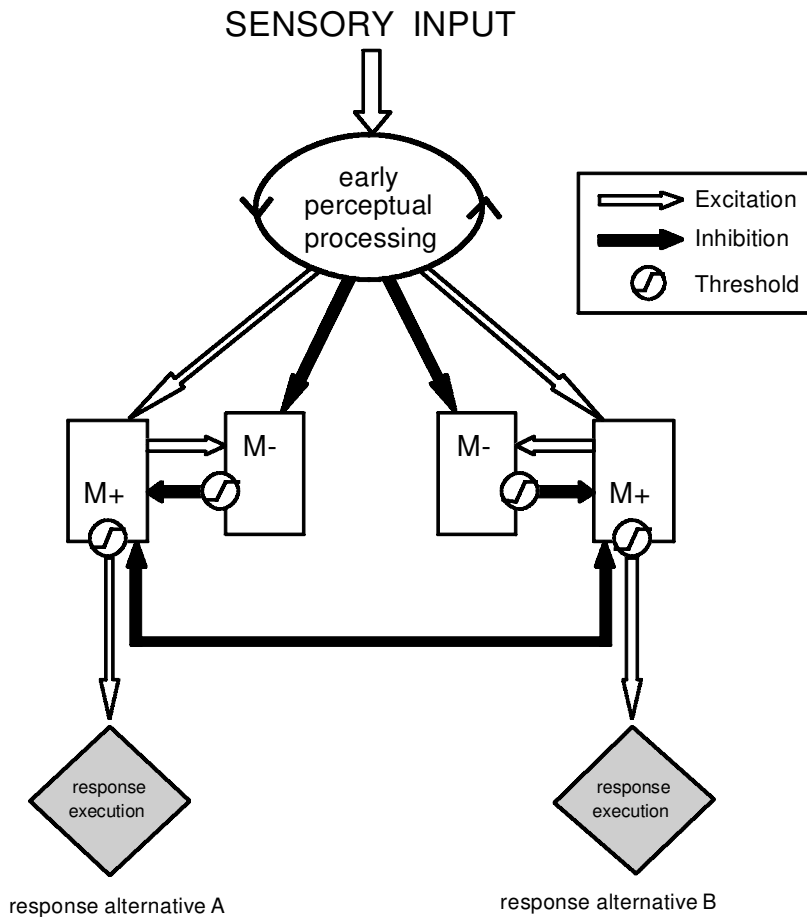 SENSORY INPUT
early
perceptual
processing
Excitation
Inhibition
Threshold
M+
M-
M-
M+
response
execution
response
execution
response alternative A
response alternative B